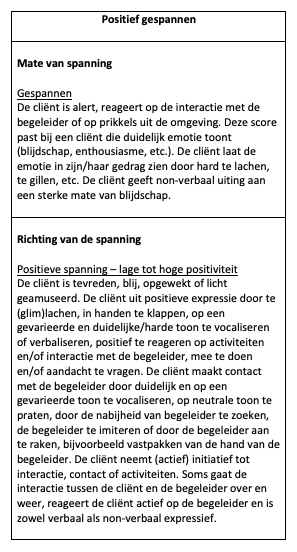 Positief gespannen
Mate van spanning
Gespannen
De cliënt is alert, reageert op de interactie met de
begeleider of op prikkels uit de omgeving. Deze score
past bij een cliënt die duidelijk emotie toont
(blijdschap, enthousiasme, etc.). De cliënt laat de
emotie in zijn/haar gedrag zien door hard te lachen,
te gillen, etc. De cliënt geeft non-verbaal uiting aan
een sterke mate van blijdschap.
Richting van de spanning
Positieve spanning – lage tot hoge positiviteit
De cliënt is tevreden, blij, opgewekt of licht
geamuseerd. De cliënt uit positieve expressie door te
(glim)lachen, in handen te klappen, op een
gevarieerde en duidelijke/harde toon te vocaliseren
of verbaliseren, positief te reageren op activiteiten
en/of interactie met de begeleider, mee te doen
en/of aandacht te vragen. De cliënt maakt contact
met de begeleider door duidelijk en op een
gevarieerde toon te vocaliseren, op neutrale toon te
praten, door de nabijheid van begeleider te zoeken,
de begeleider te imiteren of door de begeleider aan
te raken, bijvoorbeeld vastpakken van de hand van de
begeleider. De cliënt neemt (actief) initiatief tot
interactie, contact of activiteiten. Soms gaat de
interactie tussen de cliënt en de begeleider over en
weer, reageert de cliënt actief op de begeleider en is
zowel verbaal als non-verbaal expressief.